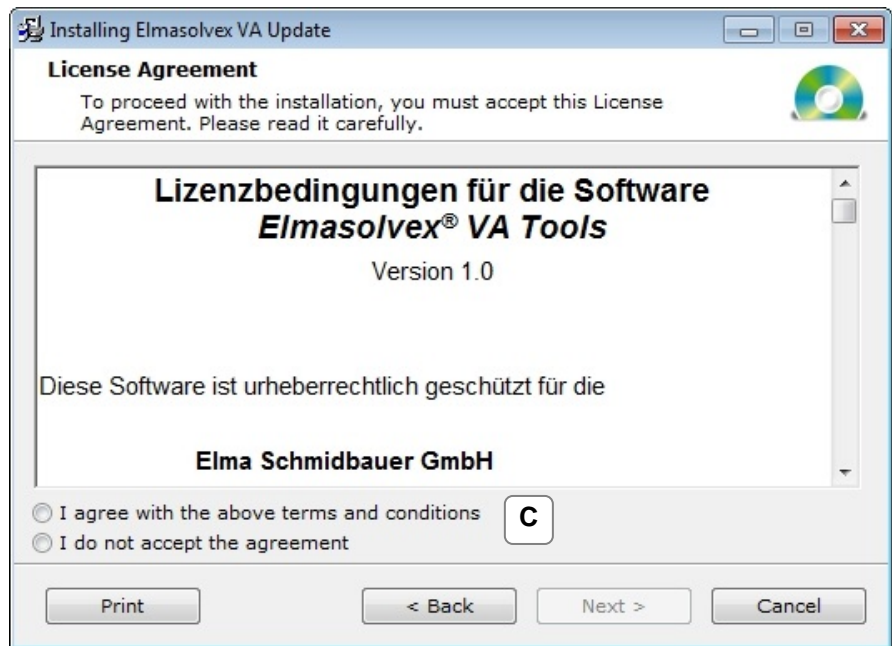 Installing Elmasolvex VA Update
License Agreement
To proceed with the installation, you must accept this License
Agreement. Please read it carefully.
Lizenzbedingungen für die Software
Elmasolvex® VA Tools
Version 1.0
Diese Software ist urheberrechtlich geschützt für die
Elma Schmidbauer GmbH
I agree with the above terms and conditions
C
I do not accept the agreement
Print
< Back
Next >
Cancel